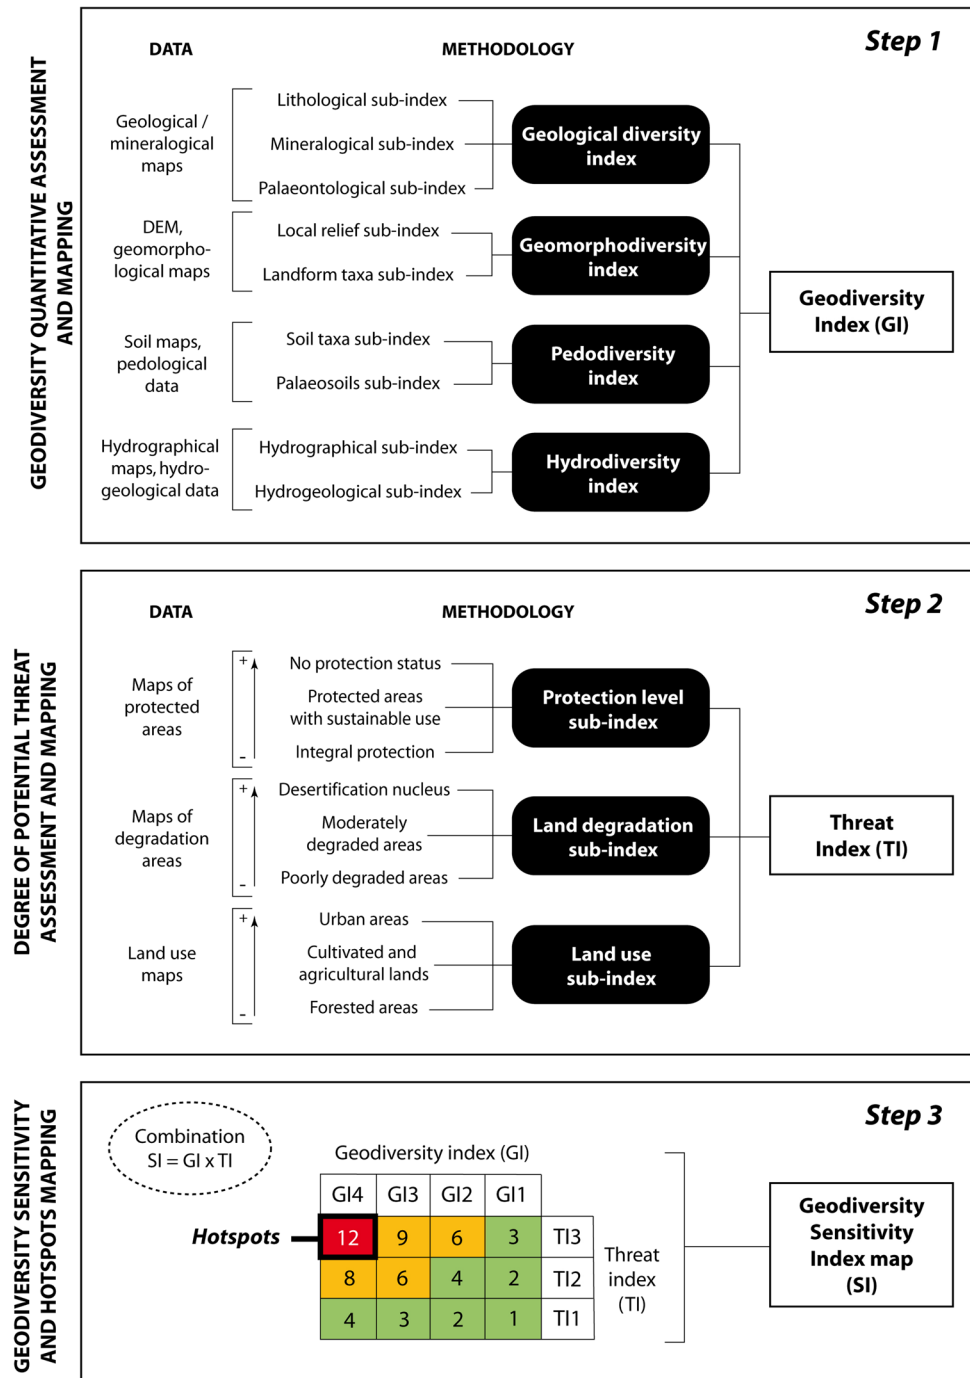 GEODIVERSITY QUANTITATIVE ASSESSMENT
AND MAPPING
Step 1
DATA
METHODOLOGY
Geological /
mineralogical
maps
Lithological sub-index
Mineralogical sub-index
Palaeontological sub-index
Geological diversity
index
DEM,
geomorpho-
logical maps
Local relief sub-index
Landform taxa sub-index
Geomorphodiversity
index
Soil maps,
pedological
data
Soil taxa sub-index
Palaeosoils sub-index
Pedodiversity
index
Hydrographical
maps, hydro-
geological data
Hydrographical sub-index
Hydrogeological sub-index
Hydrodiversity
index
Geodiversity
Index (GI)
DEGREE OF POTENTIAL THREAT
ASSESSMENT AND MAPPING
Step 2
DATA
METHODOLOGY
Maps of
protected
areas
+
-
No protection status
Protected areas
with sustainable use
Integral protection
Protection level
sub-index
Maps of
degradation
areas
+
-
Desertification nucleus
Moderately
degraded areas
Poorly degraded areas
Land degradation
sub-index
Land use
maps
+
-
Urban areas
Cultivated and
agricultural lands
Forested areas
Land use
sub-index
Threat
Index (TI)
GEODIVERSITY SENSITIVITY
AND HOTSPOTS MAPPING
Step 3
Combination
SI = GI x TI
Geodiversity index (GI)
GI4 GI3 GI2 GI1
Hotspots
12 9 6 3 TI3
8 6 4 2 TI2
4 3 2 1 TI1
Threat
index
(TI)
Geodiversity
Sensitivity
Index map
(SI)